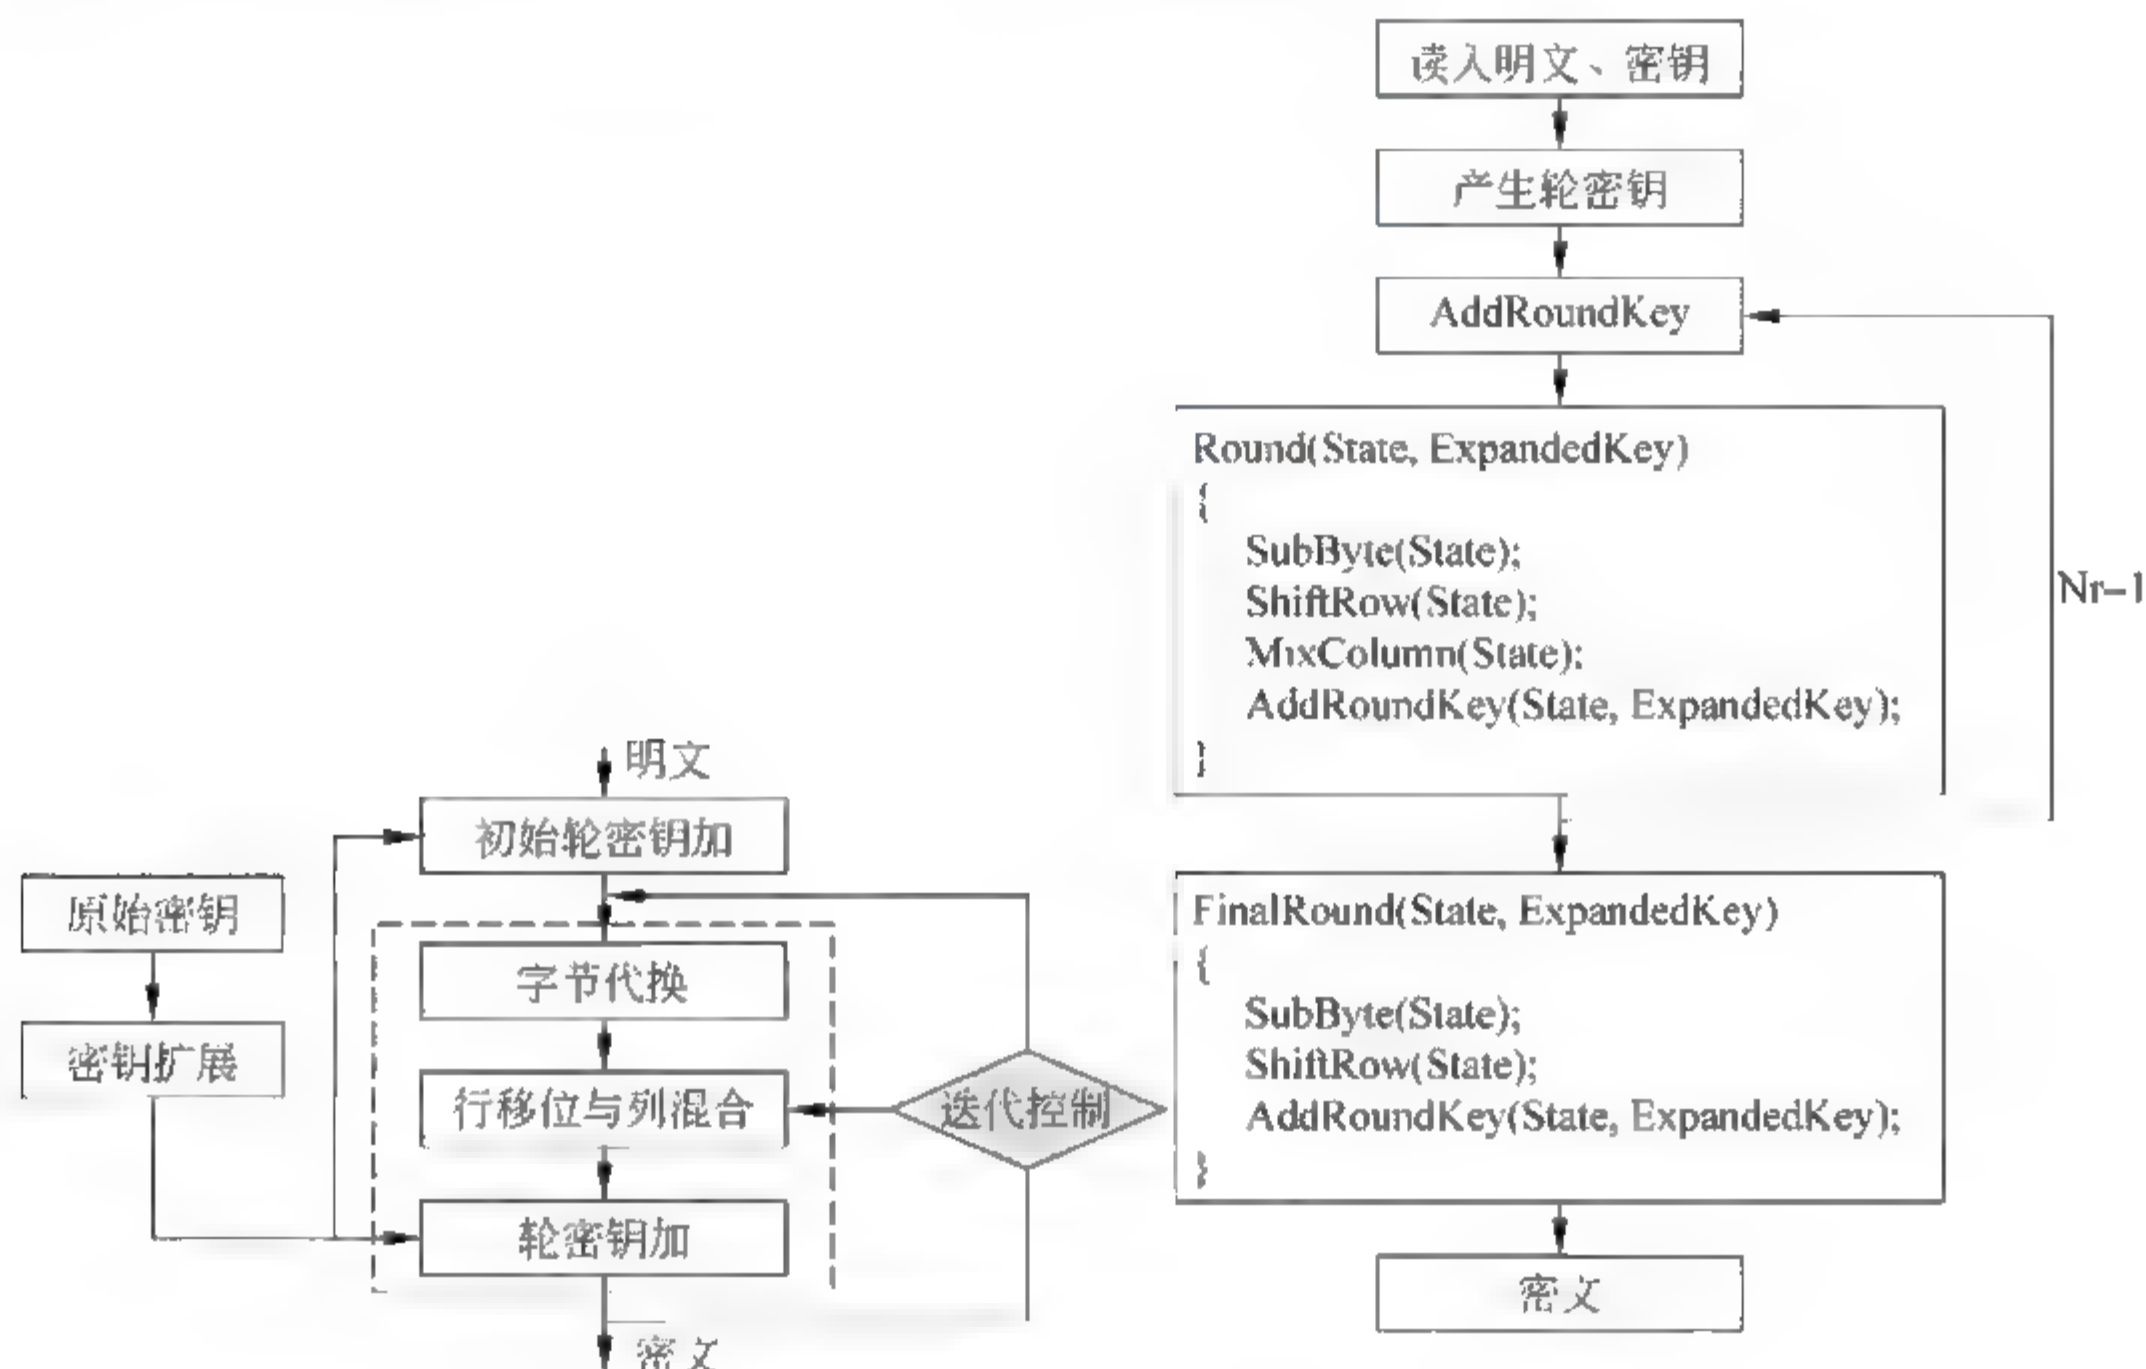 明文
初始轮密钥加
原始密钥
字节代换
密钥扩展
行移位与列混合
迭代控制
轮密钥加
密文
读入明文、密钥
产生轮密钥
AddRoundKey
Round(State, ExpandedKey)
{
SubByte(State);
ShiftRow(State);
MixColumn(State);
AddRoundKey(State, ExpandedKey);
}
Nr-1
FinalRound(State, ExpandedKey)
{
SubByte(State);
ShiftRow(State);
AddRoundKey(State, ExpandedKey);
}
密文